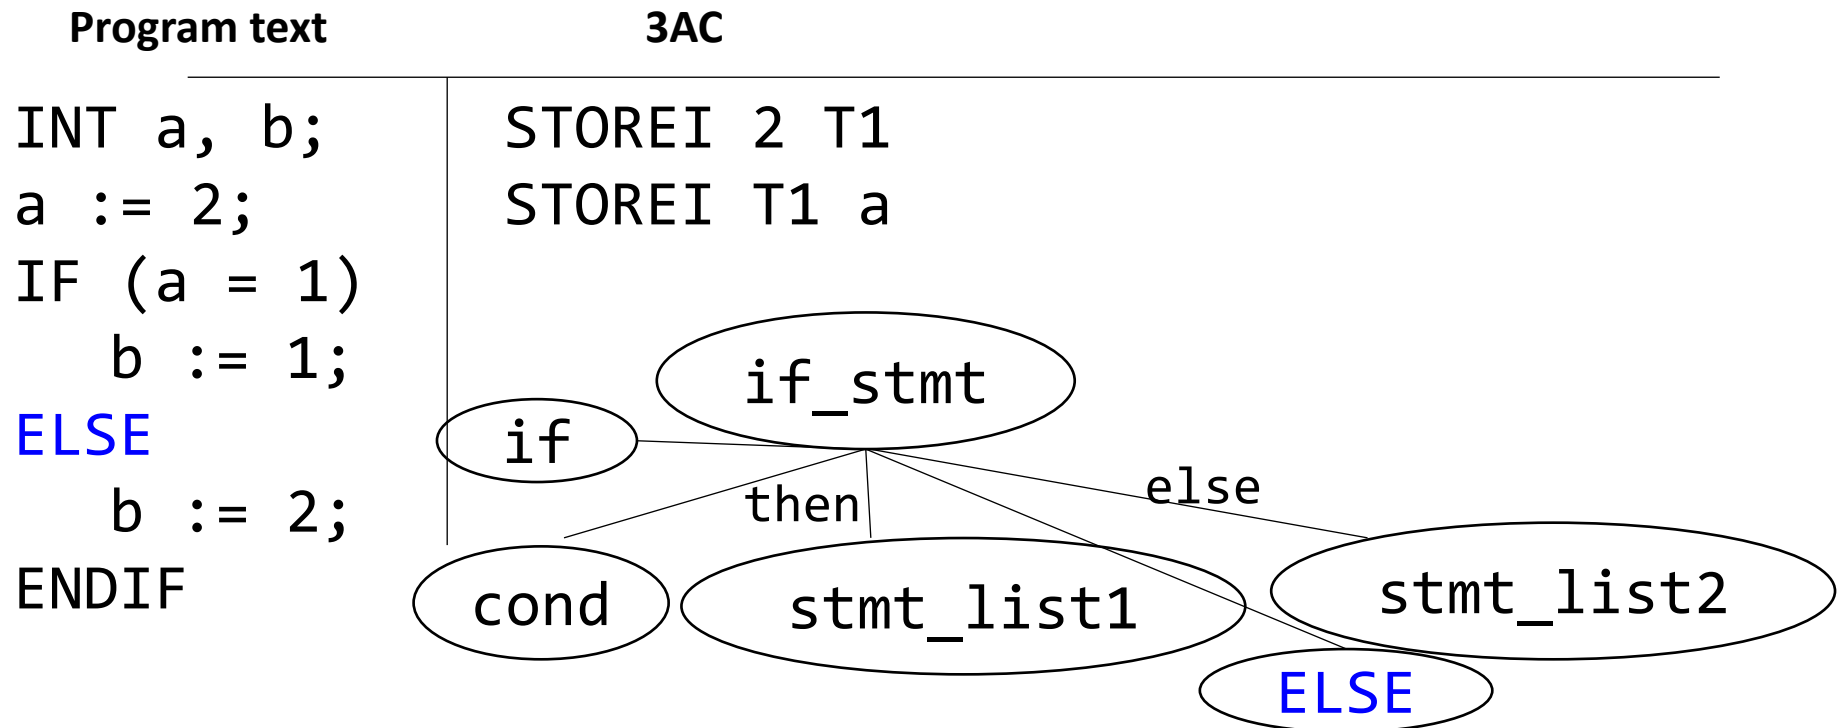 Program text 3AC
INT a, b; STOREI 2 T1
a := 2; STOREI T1 a
IF (a = 1)
b := 1;
if_stmt
ELSE
if
then
else
b := 2;
ENDIF
cond
stmt_list1
stmt_list2
ELSE